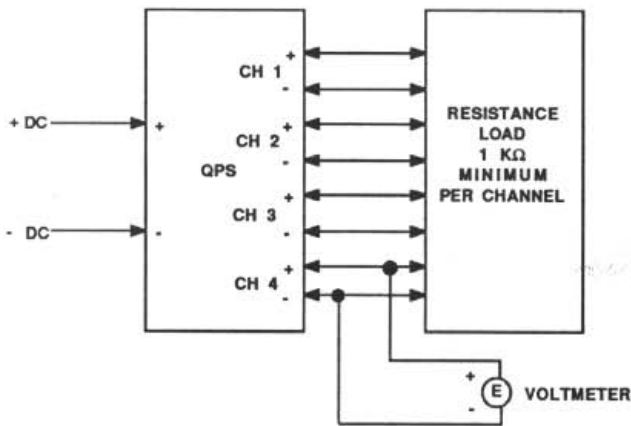 CH 1
+
-
+ DC
+
CH 2
+
-
QPS
CH 3
+
-
- DC
-
CH 4
+
-
RESISTANCE
LOAD
1 KΩ
MINIMUM
PER CHANNEL
+
-
E
VOLTMETER